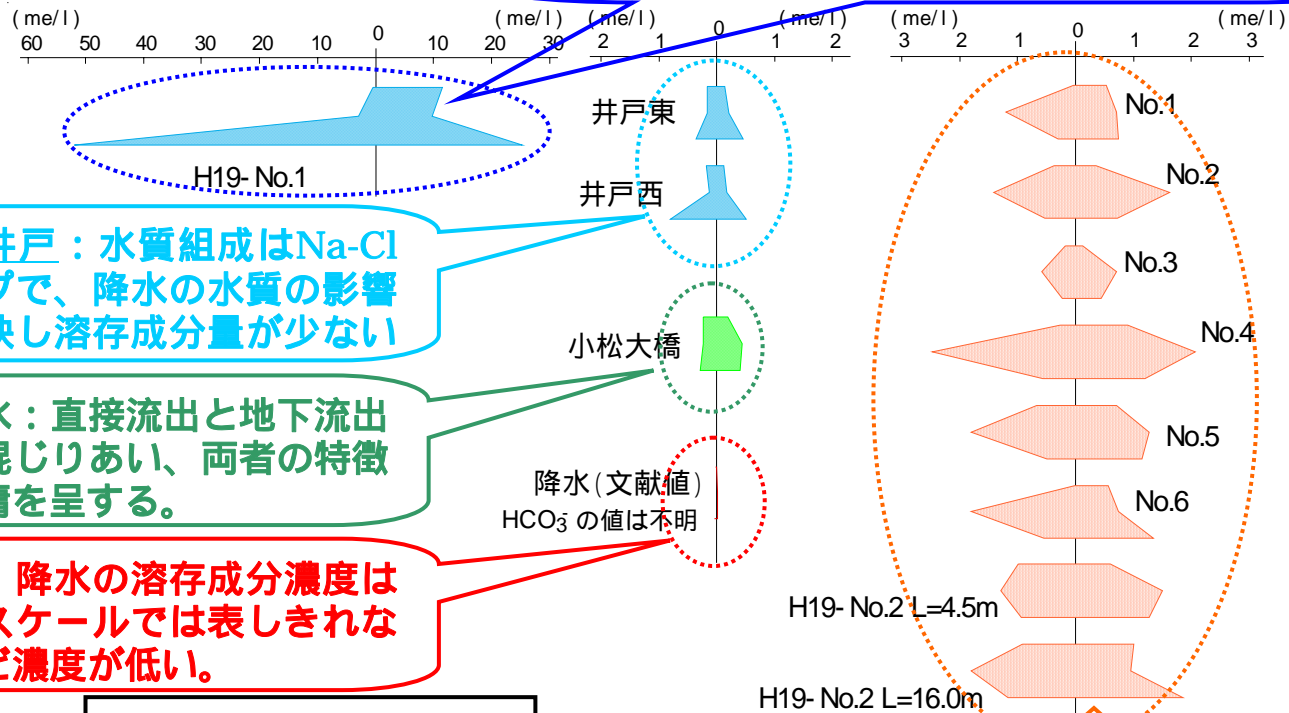 (me/l) (me/l) (me/l) (me/l) (me/l)
60 50 40 30 20 10 0 10 20 30 2 1 0 1 2 3 2 1 0 1 2 3
井戸東
No.1
井戸西
No.2
H19-No.1
井戸：水質組成はNa-Cl
プで、降水の水質の影響
映し溶存成分量が少ない
No.3
小松大橋
No.4
水：直接流出と地下流出
混じりあい、両者の特徴
を呈する。
No.5
降水(文献値)
HCO3-の値は不明
No.6
降水の溶存成分濃度は
スケールでは表しきれな
ど濃度が低い。
H19-No.2 L=4.5m
H19-No.2 L=16.0m